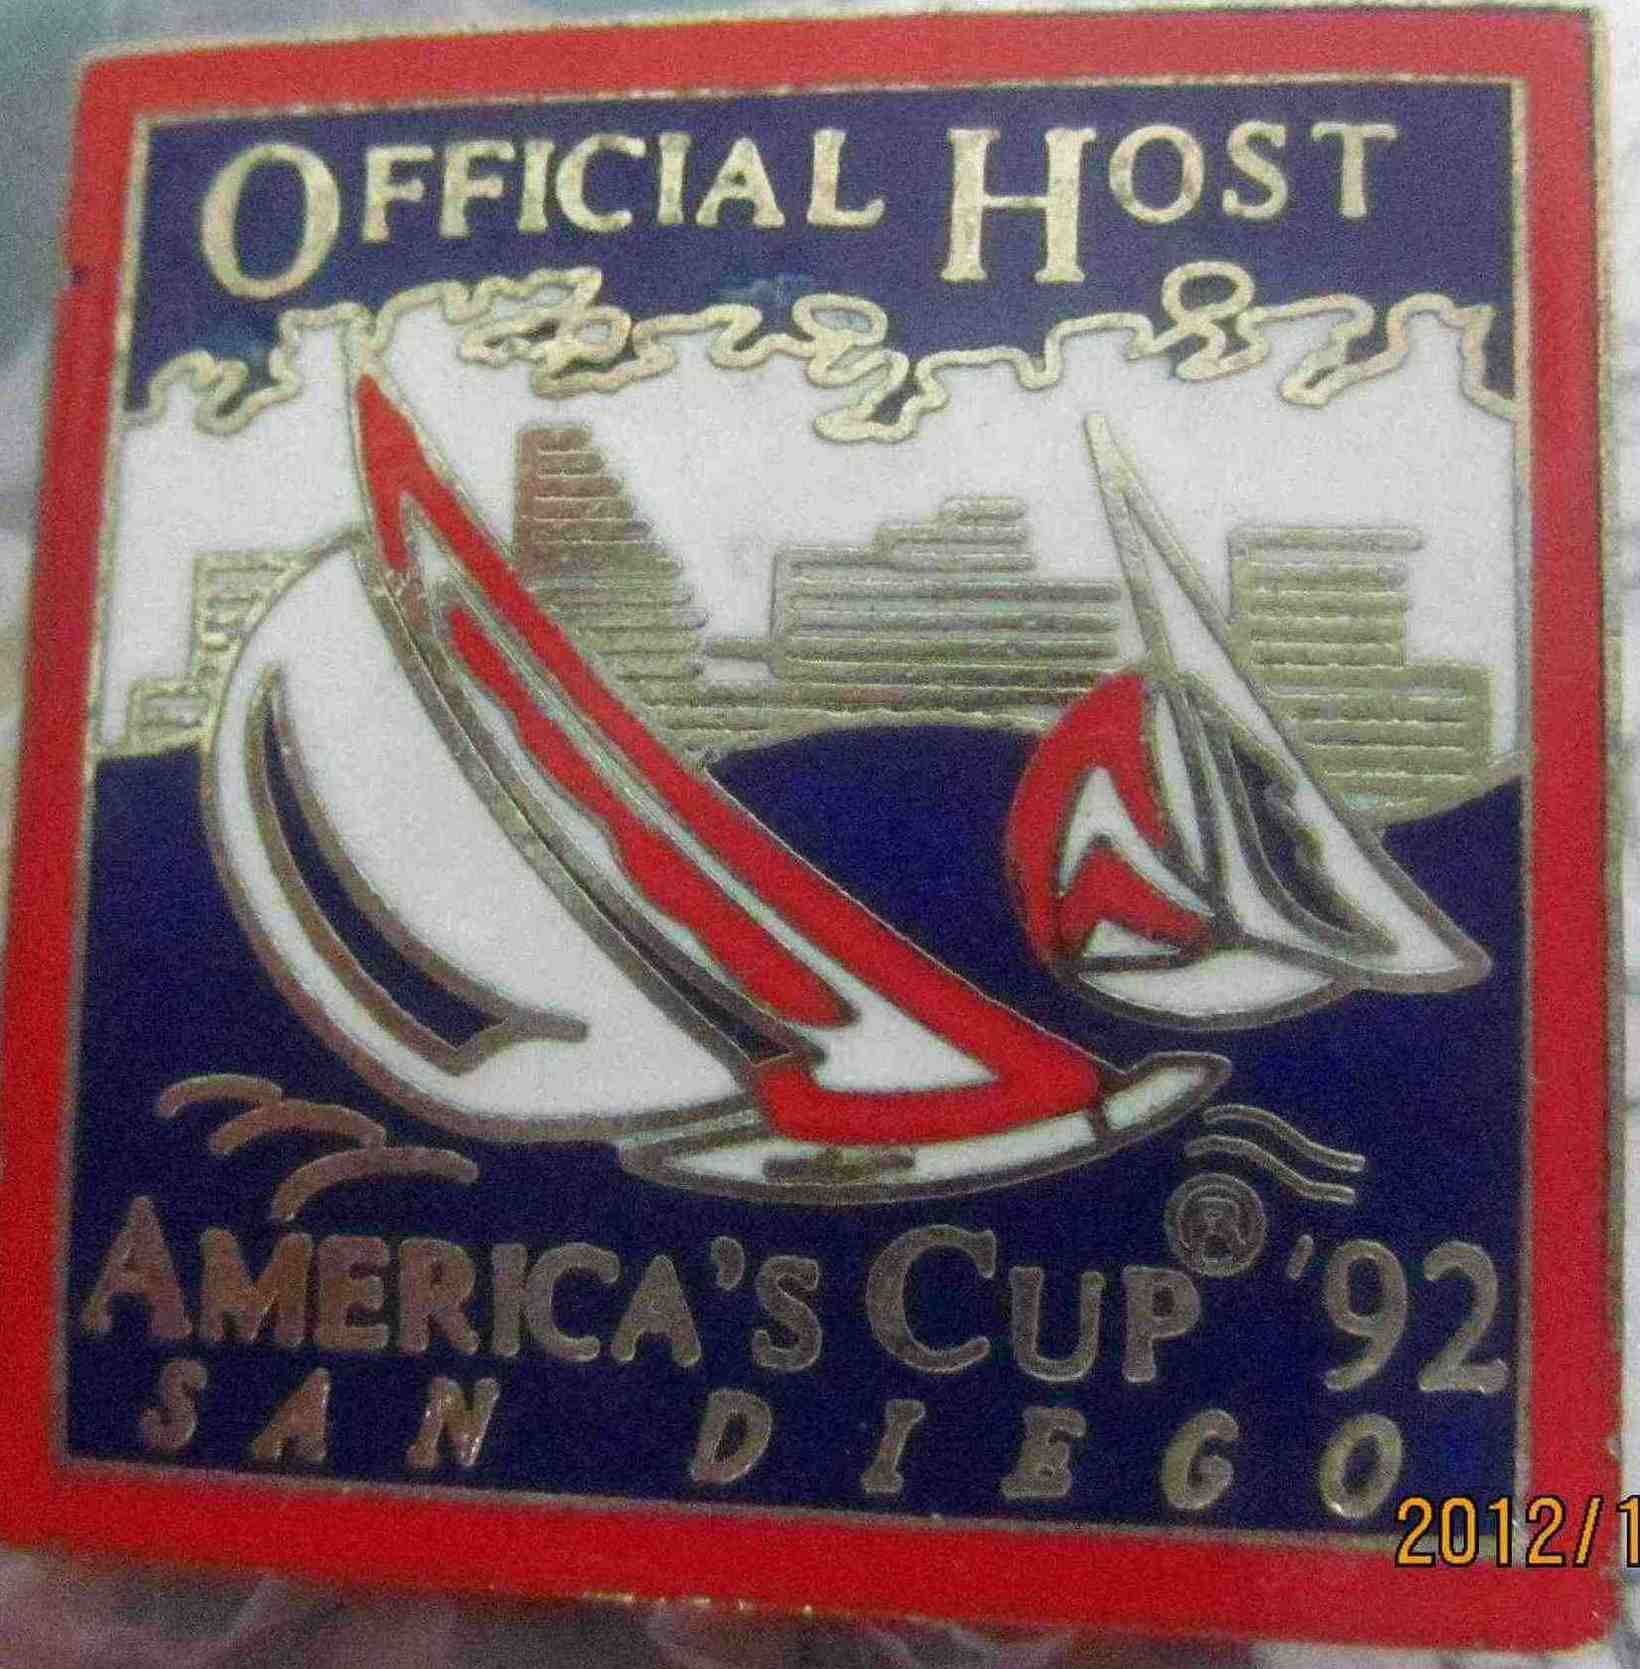 OFFICIAL HOST
AMERICA'S CUP® '92
SAN DIEGO
2012/1